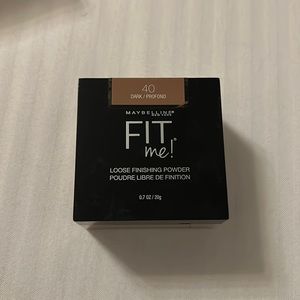 40
DARK / PROFOND
MAYBELLINE
NEW YORK
FIT
me!
LOOSE FINISHING POWDER
POUDRE LIBRE DE FINITION
0.7 OZ / 20g